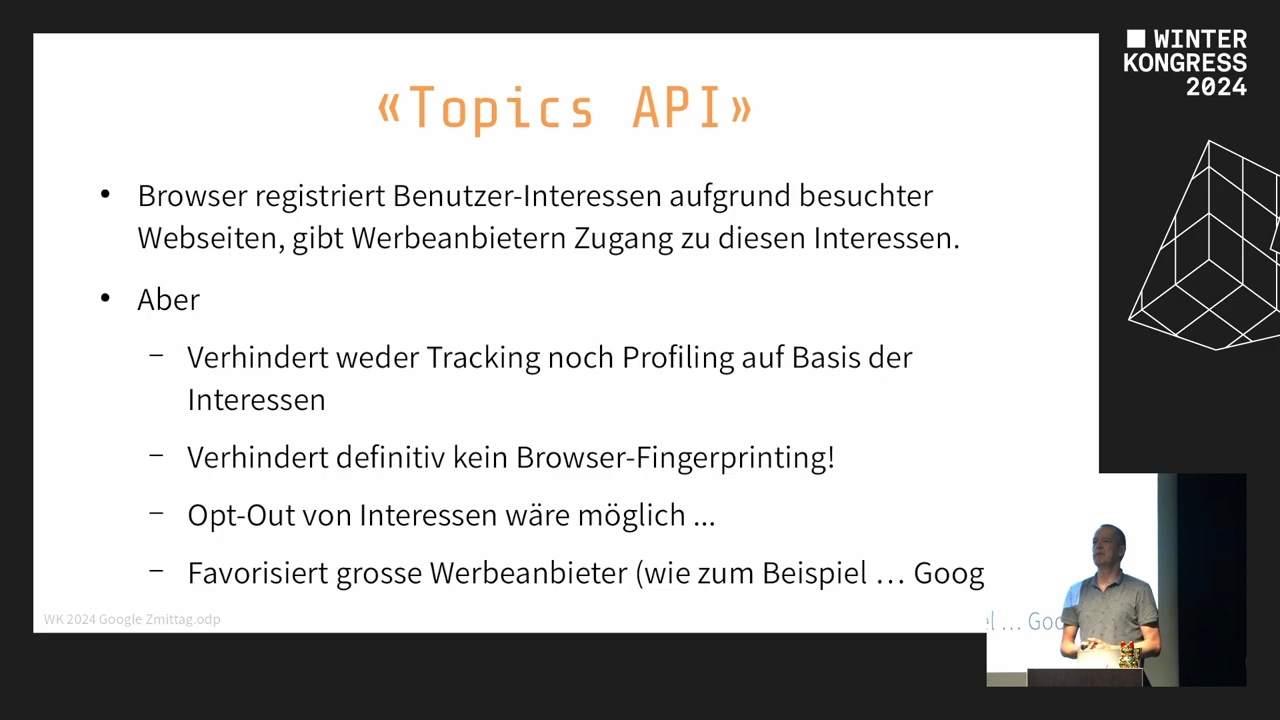 WINTER
KONGRESS
2024
«Topics API»
• Browser registriert Benutzer-Interessen aufgrund besuchter
Webseiten, gibt Werbeanbietern Zugang zu diesen Interessen.
• Aber
– Verhindert weder Tracking noch Profiling auf Basis der
Interessen
– Verhindert definitiv kein Browser-Fingerprinting!
– Opt-Out von Interessen wäre möglich ...
– Favorisiert grosse Werbeanbieter (wie zum Beispiel … Goog
WK 2024 Google Zmittag.odp
el … Goo